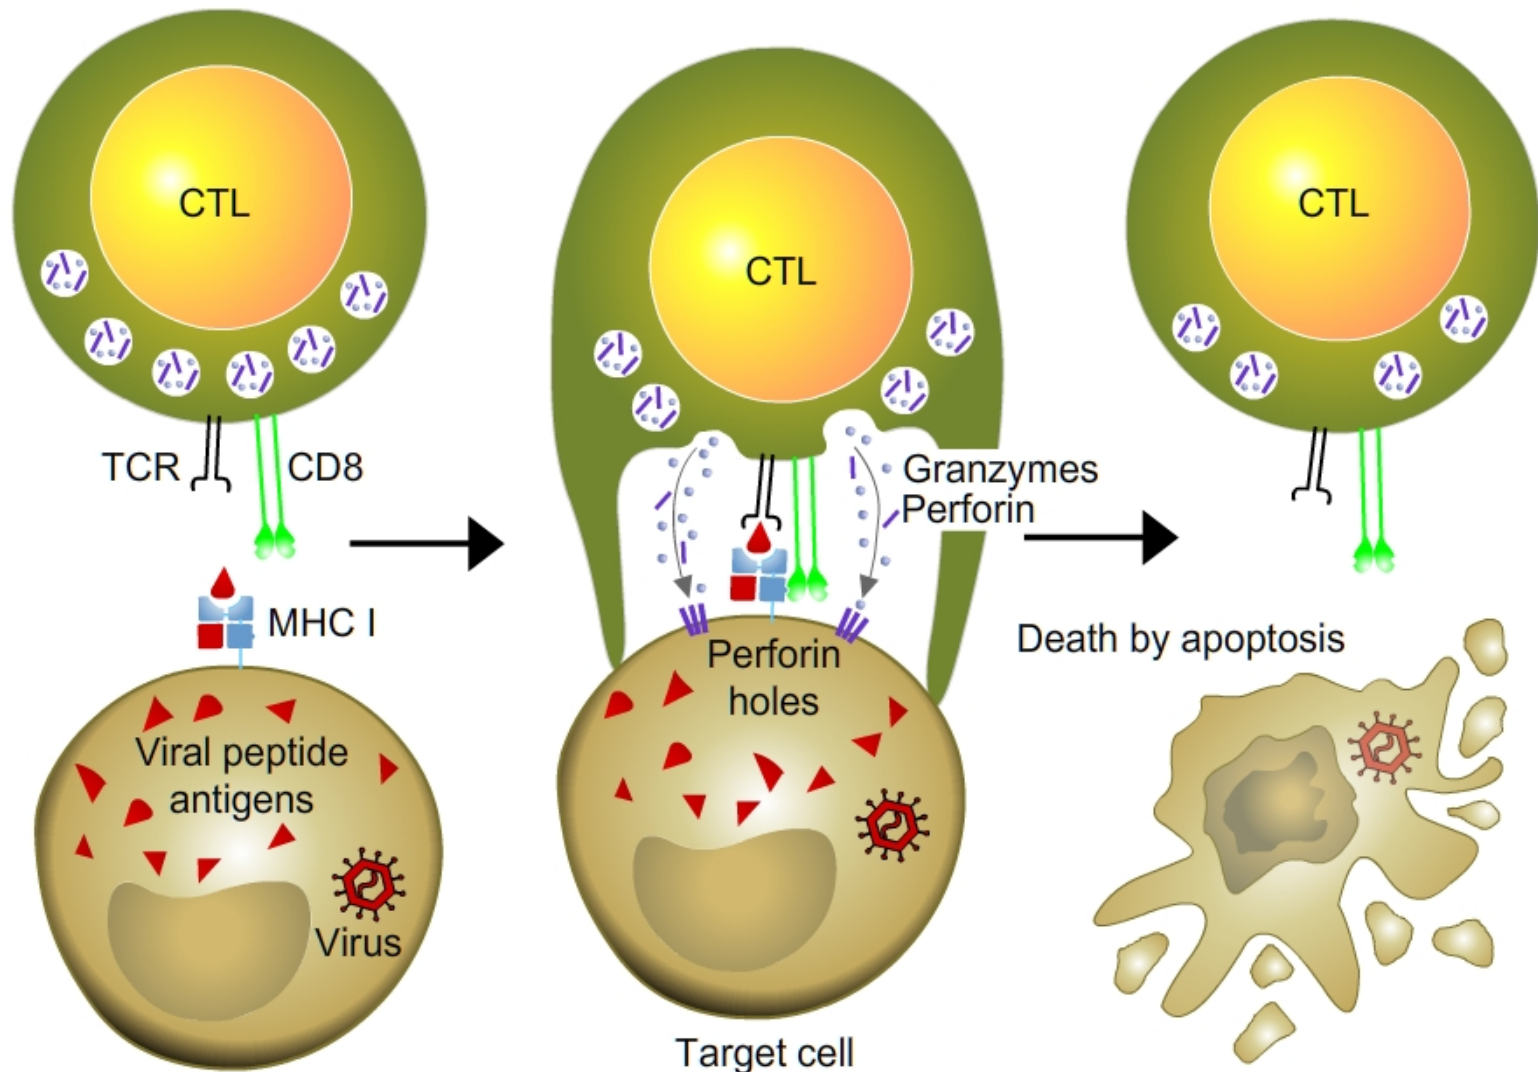 CTL
TCR
CD8
MHC I
Viral peptide
antigens
Virus
CTL
Granzymes
Perforin
Perforin
holes
Target cell
CTL
Death by apoptosis